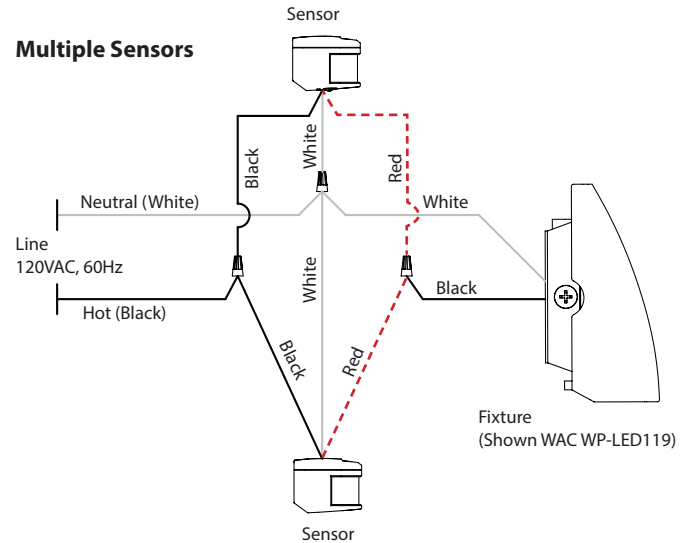 Sensor
Multiple Sensors
Black
White
Red
Neutral (White)
White
Line
120VAC, 60Hz
White
Black
Hot (Black)
Black
Red
Fixture
(Shown WAC WP-LED119)
Sensor